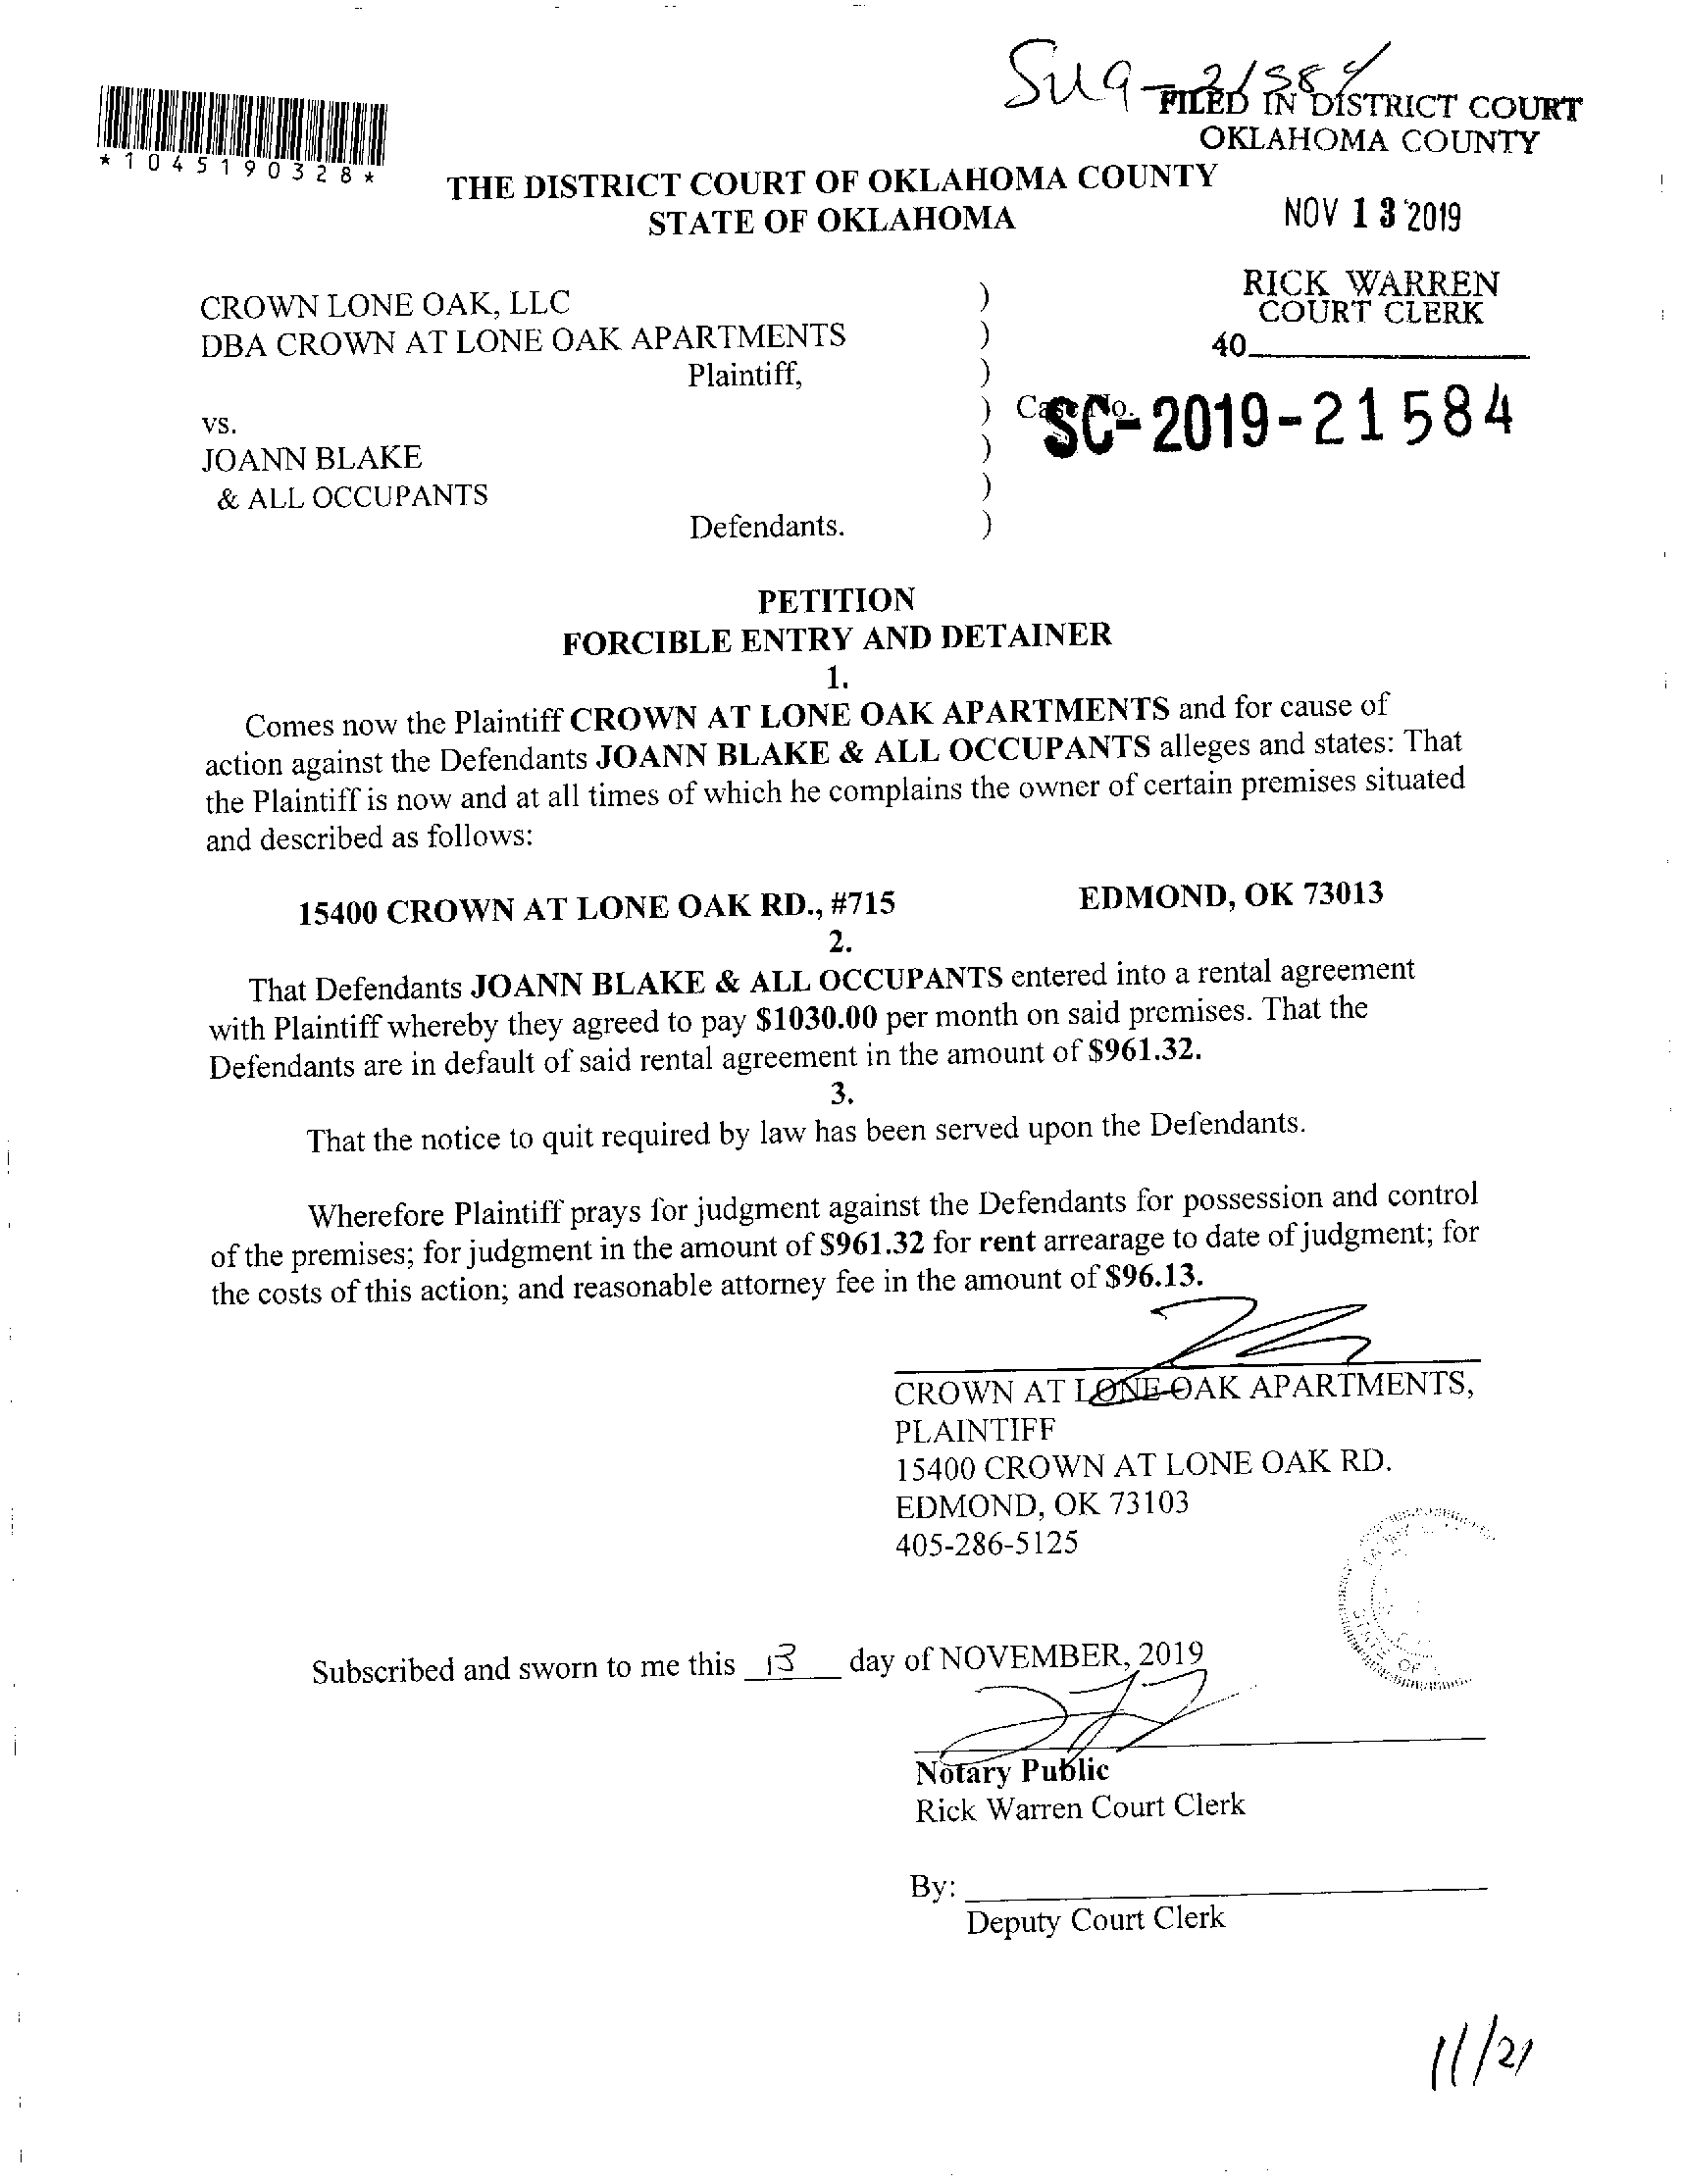 FILED IN DISTRICT COURT
OKLAHOMA COUNTY
*1045190328*
THE DISTRICT COURT OF OKLAHOMA COUNTY
STATE OF OKLAHOMA
NOV 13 2019
RICK WARREN
COURT CLERK
40
CROWN LONE OAK, LLC )
DBA CROWN AT LONE OAK APARTMENTS )
Plaintiff, )
) Case No. SC-2019-21584
vs.
JOANN BLAKE )
& ALL OCCUPANTS )
Defendants. )
PETITION
FORCIBLE ENTRY AND DETAINER
1.
Comes now the Plaintiff CROWN AT LONE OAK APARTMENTS and for cause of
action against the Defendants JOANN BLAKE & ALL OCCUPANTS alleges and states: That
the Plaintiff is now and at all times of which he complains the owner of certain premises situated
and described as follows:
15400 CROWN AT LONE OAK RD., #715 EDMOND, OK 73013
2.
That Defendants JOANN BLAKE & ALL OCCUPANTS entered into a rental agreement
with Plaintiff whereby they agreed to pay $1030.00 per month on said premises. That the
Defendants are in default of said rental agreement in the amount of $961.32.
3.
That the notice to quit required by law has been served upon the Defendants.
Wherefore Plaintiff prays for judgment against the Defendants for possession and control
of the premises; for judgment in the amount of $961.32 for rent arrearage to date of judgment; for
the costs of this action; and reasonable attorney fee in the amount of $96.13.
CROWN AT LONE OAK APARTMENTS,
PLAINTIFF
15400 CROWN AT LONE OAK RD.
EDMOND, OK 73103
405-286-5125
STATE OF
Subscribed and sworn to me this 13 day of NOVEMBER, 2019
Notary Public
Rick Warren Court Clerk
By:
Deputy Court Clerk
11/21